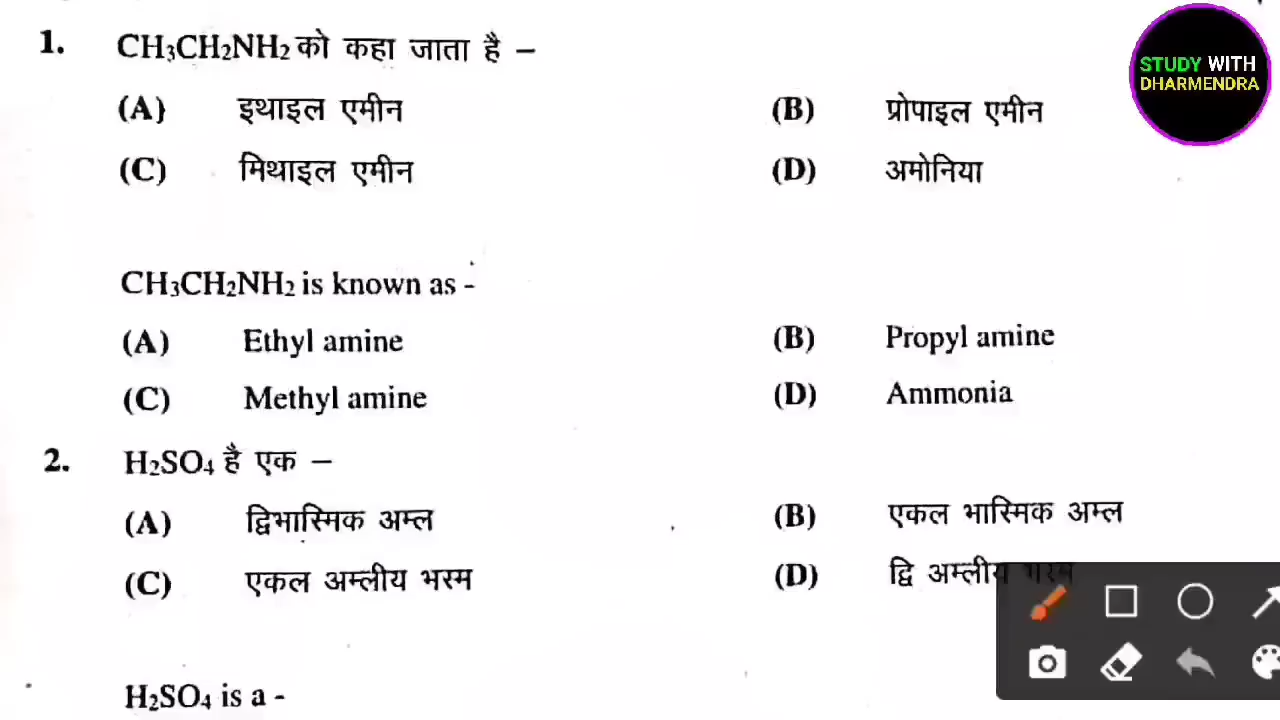 STUDY WITH
DHARMENDRA
1. CH₃CH₂NH₂ को कहा जाता है –
(A} इथाइल एमीन (B) प्रोपाइल एमीन
(C) मिथाइल एमीन (D) अमोनिया
CH₃CH₂NH₂ is known as -
(A) Ethyl amine (B) Propyl amine
(C) Methyl amine (D) Ammonia
2. H₂SO₄ है एक –
(A) द्विभास्मिक अम्ल (B) एकल भास्मिक अम्ल
(C) एकल अम्लीय भस्म (D) द्वि अम्लीय
H₂SO₄ is a -